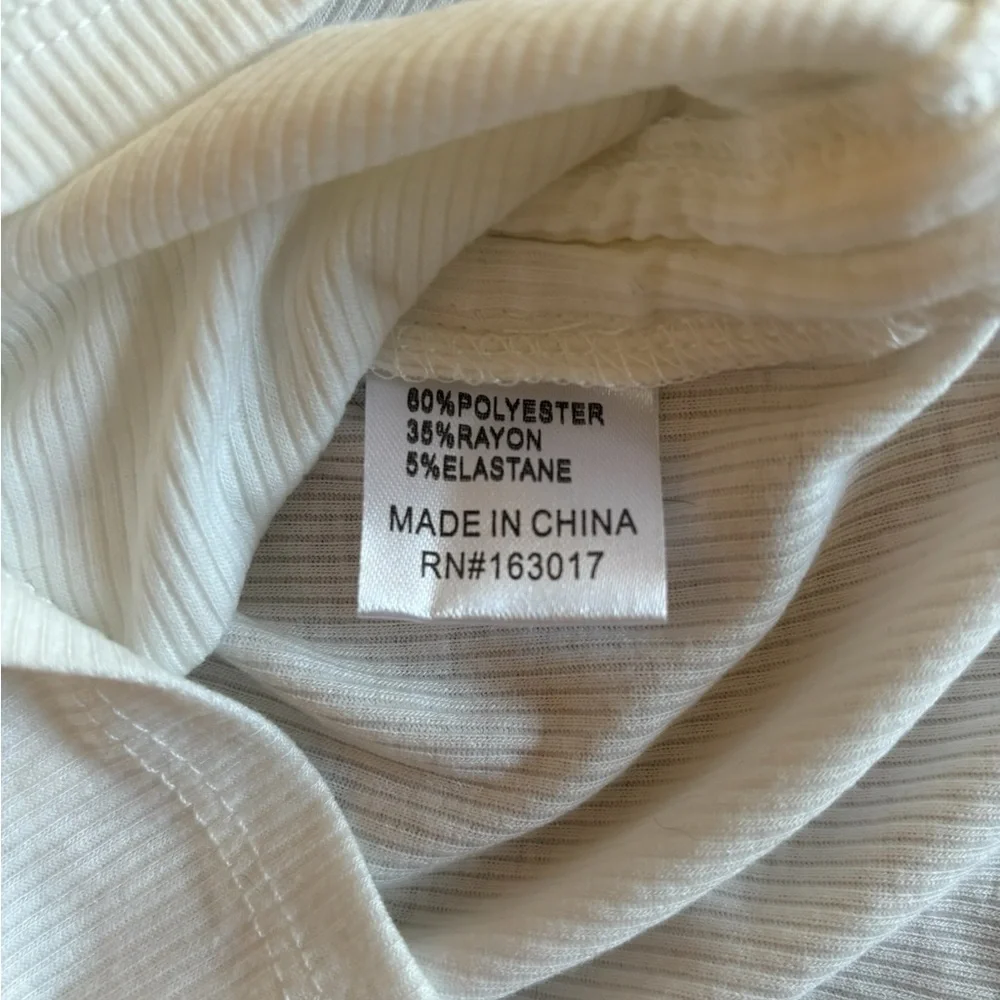 60%POLYESTER
35%RAYON
5%ELASTANE
MADE IN CHINA
RN#163017